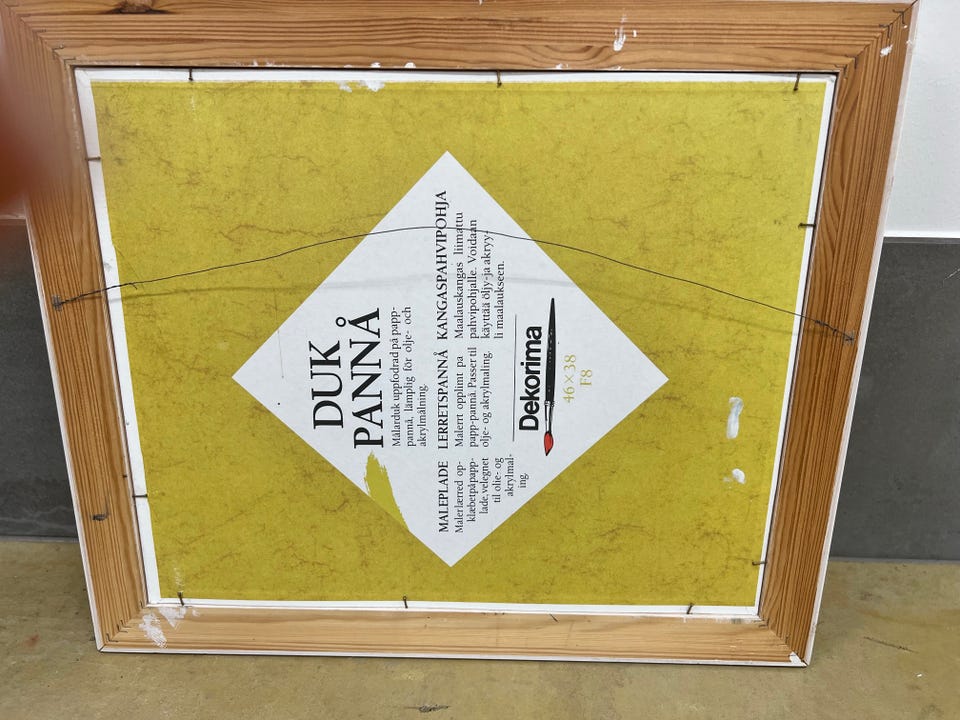 DUK
PANNÅ
Målarduk uppfodrad på papp-
pannå, lämplig för olje- och
akrylmålning.
MALEPLADE
Malerlærred op-
klæbet på papp-
lade, velegnet
til olie- og
akrylmal-
ing.
LERRETSPANNÅ
Malerrt opplimt pa
papp-pannå. Passer til
olje- og akrylmaling.
KANGASPAHVIPOHJA
Maalauskangas liimattu
pahvipohjalle. Voidaan
käyttää öljy-ja akryy-
li maalaukseen.
Dekorima
46×38
F8